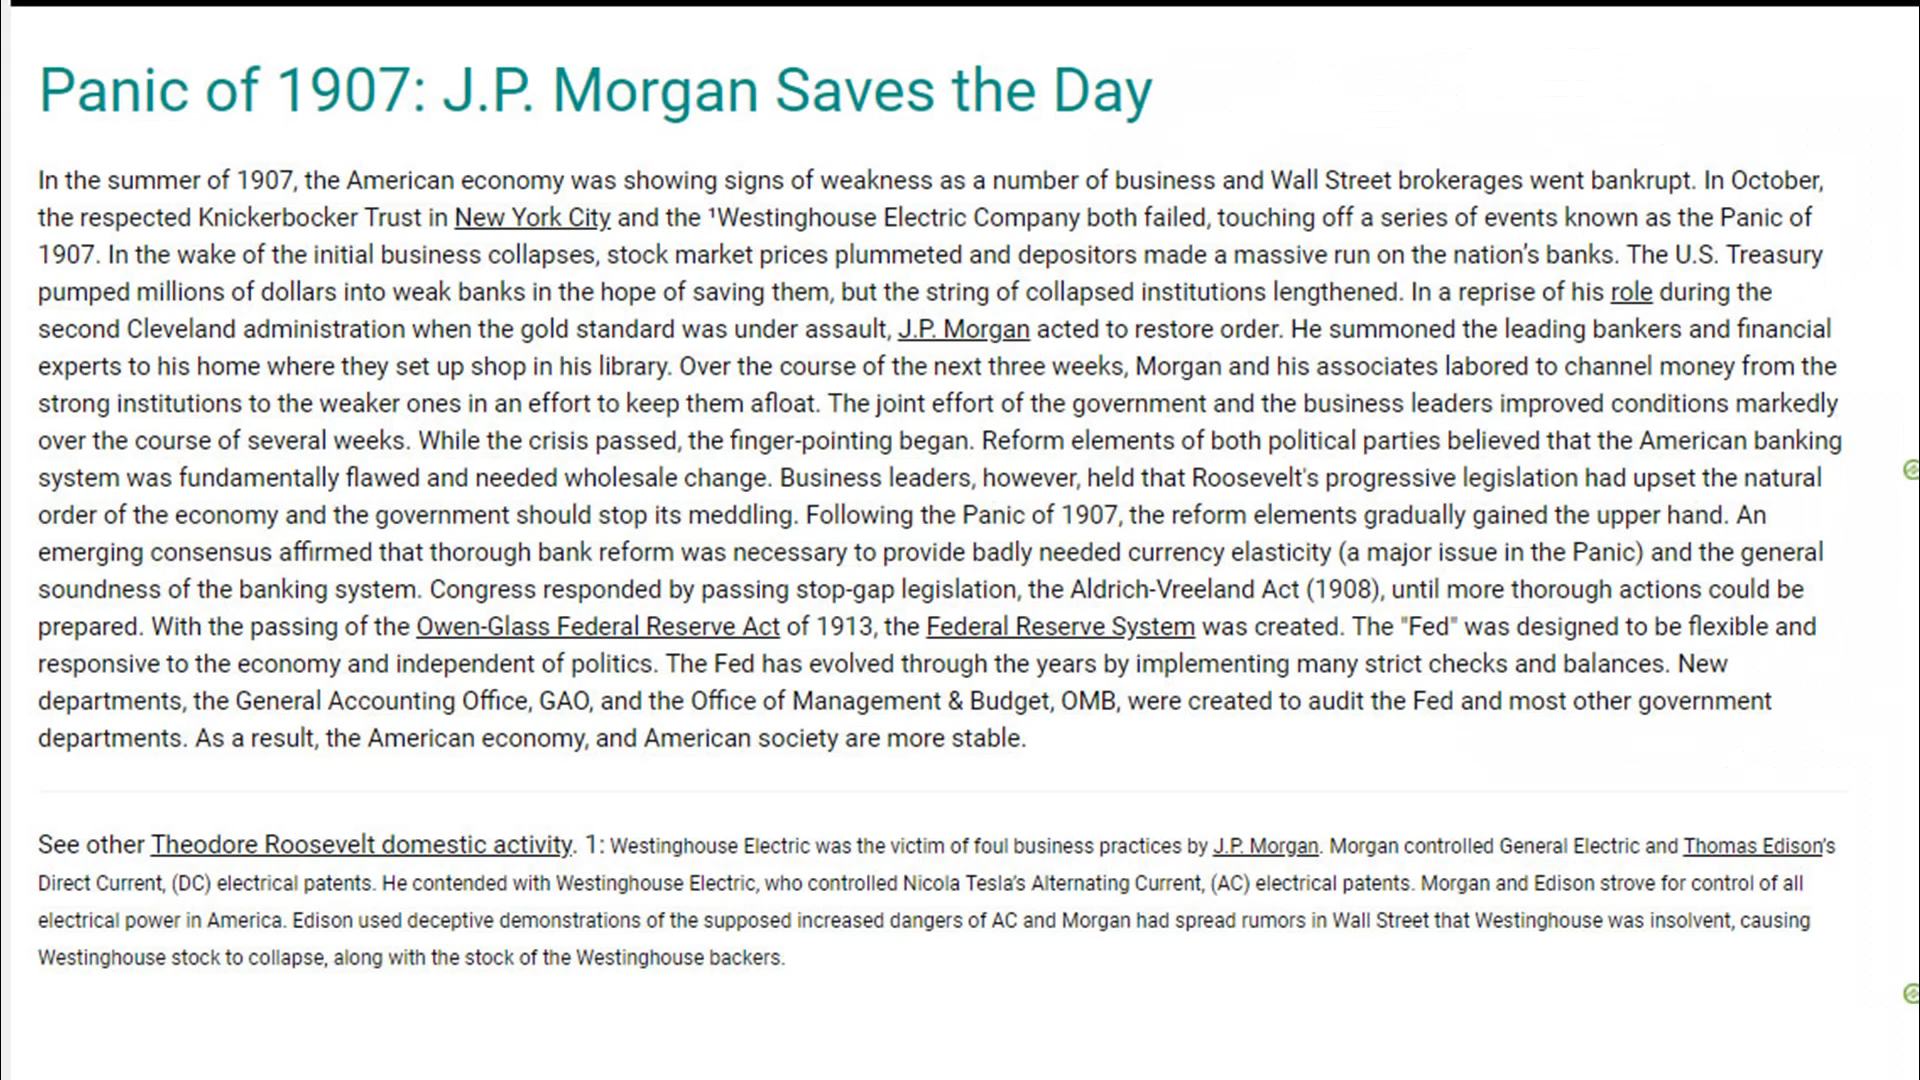 Panic of 1907: J.P. Morgan Saves the Day
In the summer of 1907, the American economy was showing signs of weakness as a number of business and Wall Street brokerages went bankrupt. In October,
the respected Knickerbocker Trust in New York City and the ¹Westinghouse Electric Company both failed, touching off a series of events known as the Panic of
1907. In the wake of the initial business collapses, stock market prices plummeted and depositors made a massive run on the nation's banks. The U.S. Treasury
pumped millions of dollars into weak banks in the hope of saving them, but the string of collapsed institutions lengthened. In a reprise of his role during the
second Cleveland administration when the gold standard was under assault, J.P. Morgan acted to restore order. He summoned the leading bankers and financial
experts to his home where they set up shop in his library. Over the course of the next three weeks, Morgan and his associates labored to channel money from the
strong institutions to the weaker ones in an effort to keep them afloat. The joint effort of the government and the business leaders improved conditions markedly
over the course of several weeks. While the crisis passed, the finger-pointing began. Reform elements of both political parties believed that the American banking
system was fundamentally flawed and needed wholesale change. Business leaders, however, held that Roosevelt's progressive legislation had upset the natural
order of the economy and the government should stop its meddling. Following the Panic of 1907, the reform elements gradually gained the upper hand. An
emerging consensus affirmed that thorough bank reform was necessary to provide badly needed currency elasticity (a major issue in the Panic) and the general
soundness of the banking system. Congress responded by passing stop-gap legislation, the Aldrich-Vreeland Act (1908), until more thorough actions could be
prepared. With the passing of the Owen-Glass Federal Reserve Act of 1913, the Federal Reserve System was created. The "Fed" was designed to be flexible and
responsive to the economy and independent of politics. The Fed has evolved through the years by implementing many strict checks and balances. New
departments, the General Accounting Office, GAO, and the Office of Management & Budget, OMB, were created to audit the Fed and most other government
departments. As a result, the American economy, and American society are more stable.
See other Theodore Roosevelt domestic activity. 1: Westinghouse Electric was the victim of foul business practices by J.P. Morgan. Morgan controlled General Electric and Thomas Edison's
Direct Current, (DC) electrical patents. He contended with Westinghouse Electric, who controlled Nicola Tesla's Alternating Current, (AC) electrical patents. Morgan and Edison strove for control of all
electrical power in America. Edison used deceptive demonstrations of the supposed increased dangers of AC and Morgan had spread rumors in Wall Street that Westinghouse was insolvent, causing
Westinghouse stock to collapse, along with the stock of the Westinghouse backers.